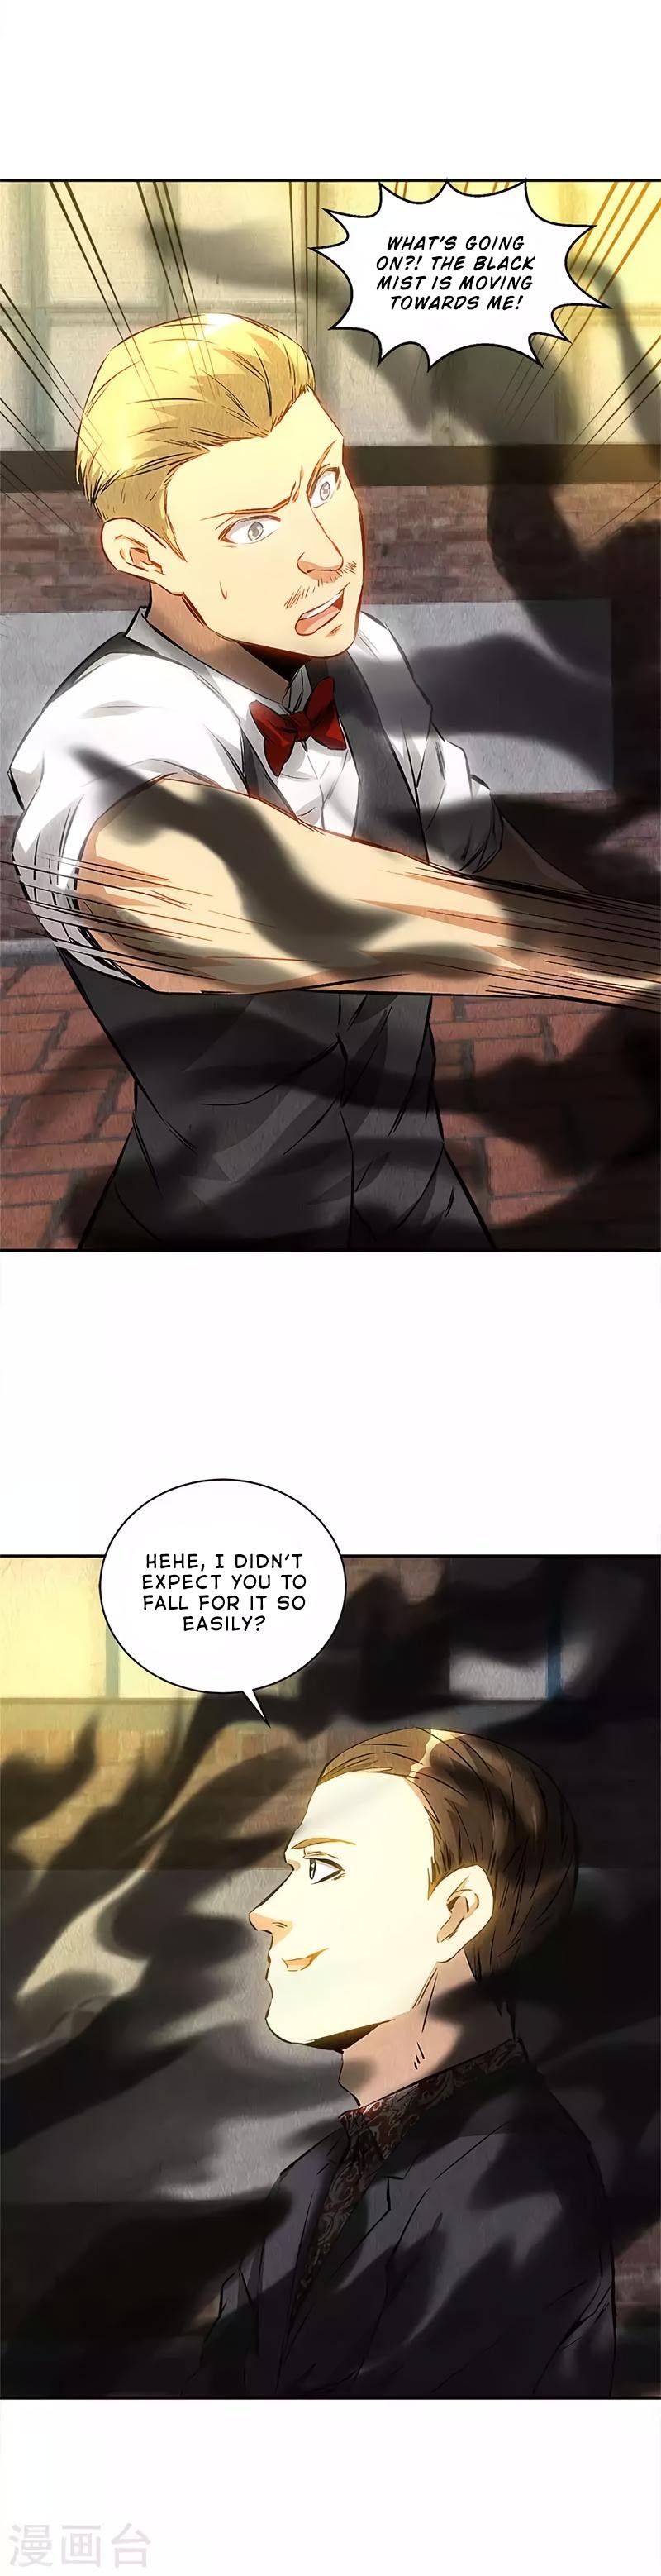 WHAT'S GOING
ON?! THE BLACK
MIST IS MOVING
TOWARDS ME!
HEHE, I DIDN'T
EXPECT YOU TO
FALL FOR IT SO
EASILY?
漫画台